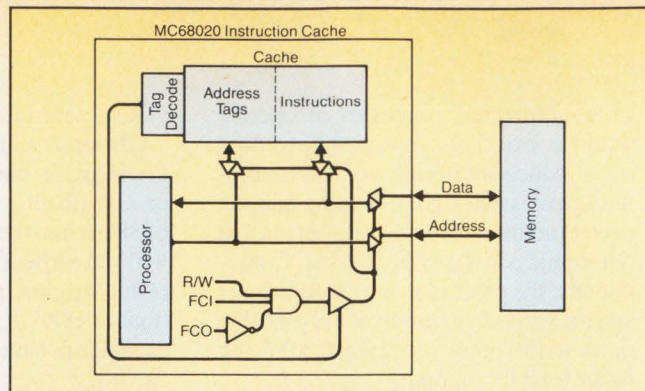 MC68020 Instruction Cache
Cache
Tag
Decode
Address
Tags
Instructions
Processor
Data
Address
Memory
R/W
FCI
FCO